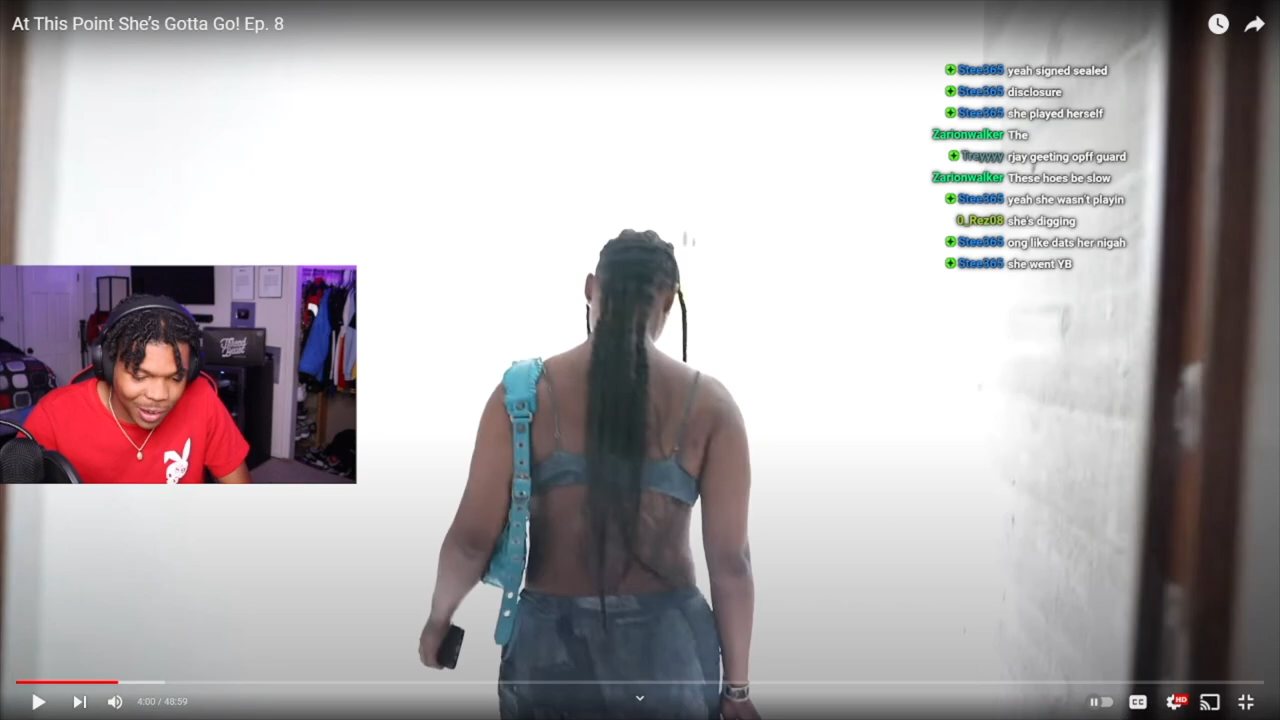 At This Point She's Gotta Go! Ep. 8
Stee365 yeah signed sealed
Stee365 disclosure
Stee365 she played herself
Zarionwalker The
Treyyyy rjay geeting opff guard
Zarionwalker These hoes be slow
Stee365 yeah she wasn't playin
0_Rez08 she's digging
Stee365 ong like dats her nigah
Stee365 she went YB
4:00 / 48:59
CC
HD